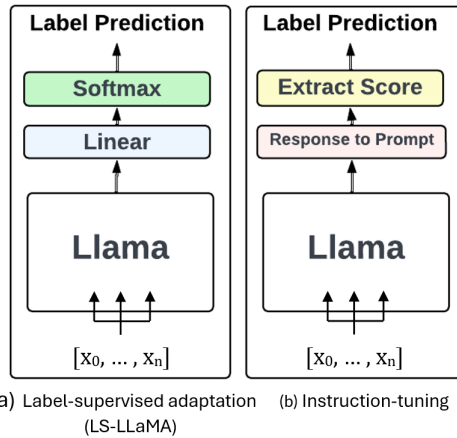 Label Prediction
Softmax
Linear
Llama
[x₀, ... , xₙ]
a) Label-supervised adaptation
(LS-LLaMA)
Label Prediction
Extract Score
Response to Prompt
Llama
[x₀, ... , xₙ]
(b) Instruction-tuning